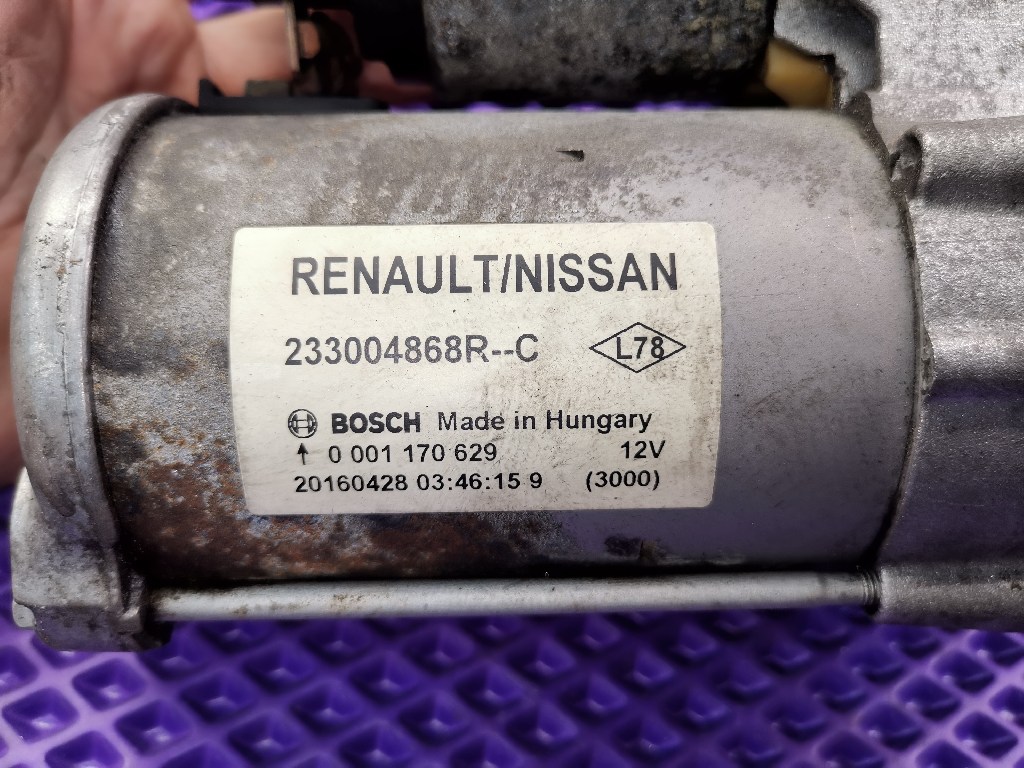 RENAULT/NISSAN
233004868R--C L78
BOSCH Made in Hungary
↑ 0 001 170 629 12V
20160428 03:46:15 9 (3000)